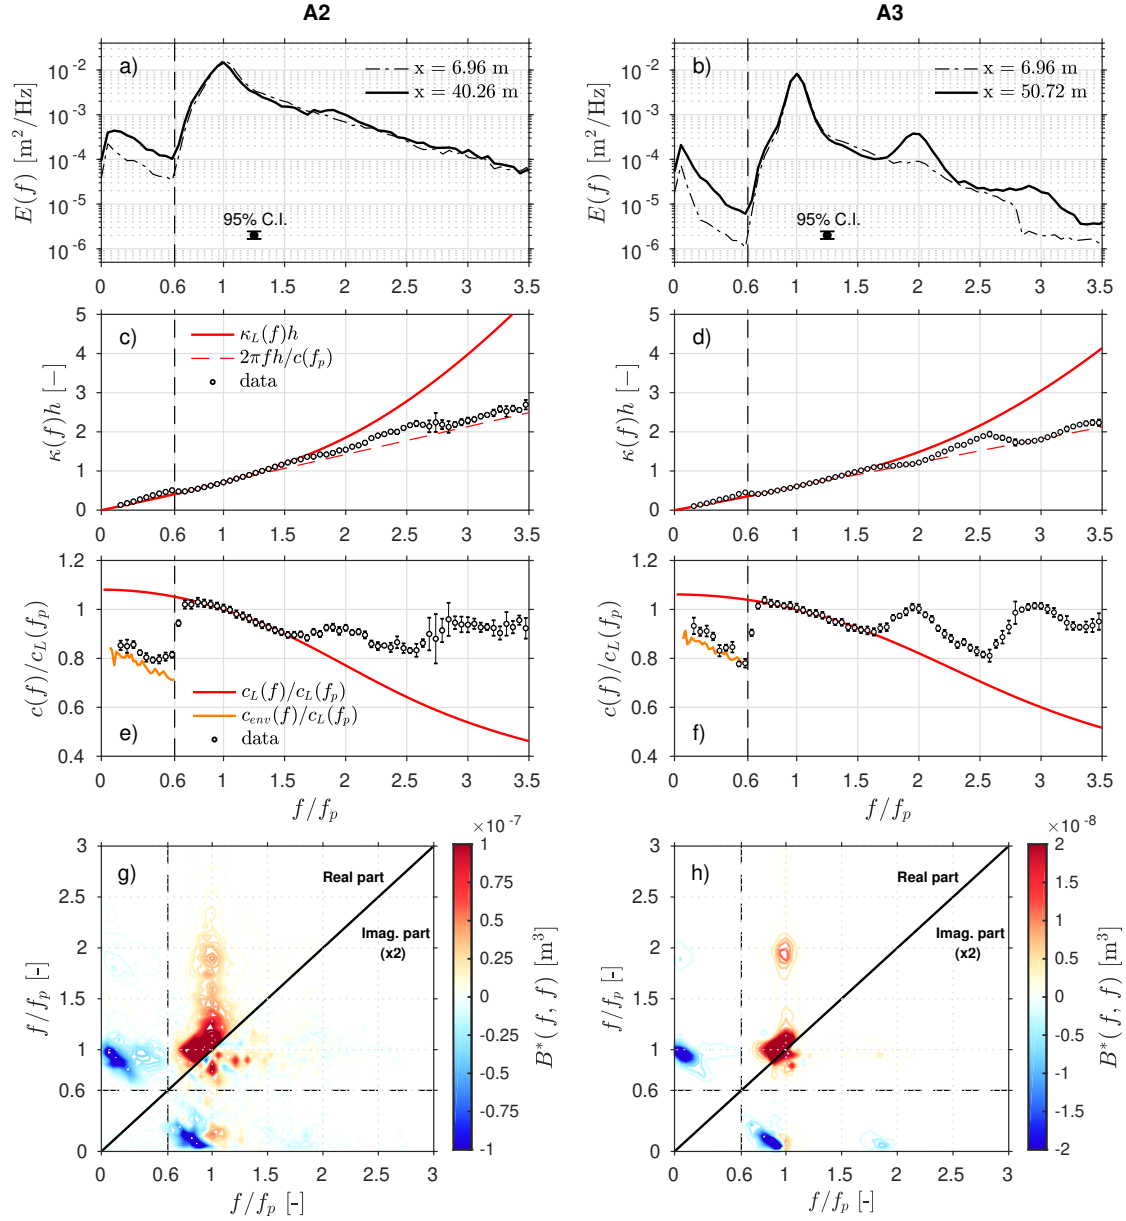 A2
A3
a)
x = 6.96 m
x = 40.26 m
95% C.I.
E(f) [m²/Hz]
10⁻²
10⁻³
10⁻⁴
10⁻⁵
10⁻⁶
0 0.6 1 1.5 2 2.5 3 3.5
b)
x = 6.96 m
x = 50.72 m
95% C.I.
E(f) [m²/Hz]
10⁻²
10⁻³
10⁻⁴
10⁻⁵
10⁻⁶
0 0.6 1 1.5 2 2.5 3 3.5
c)
κ_L(f)h
2πfh/c(f_p)
data
κ(f)h [−]
5
4
3
2
1
0
0 0.6 1 1.5 2 2.5 3 3.5
d)
κ(f)h [−]
5
4
3
2
1
0
0 0.6 1 1.5 2 2.5 3 3.5
e)
c_L(f)/c_L(f_p)
c_env(f)/c_L(f_p)
data
c(f)/c_L(f_p)
1.2
1
0.8
0.6
0.4
0 0.6 1 1.5 2 2.5 3 3.5
f/f_p
f)
c(f)/c_L(f_p)
1.2
1
0.8
0.6
0.4
0 0.6 1 1.5 2 2.5 3 3.5
f/f_p
g)
Real part
Imag. part
(x2)
f/f_p [-]
3
2.5
2
1.5
1
0.6
0
0 0.6 1 1.5 2 2.5 3
f/f_p [-]
×10⁻⁷
1
0.75
0.5
0.25
0
-0.25
-0.5
-0.75
-1
B*(f, f) [m³]
h)
Real part
Imag. part
(x2)
f/f_p [-]
3
2.5
2
1.5
1
0.6
0
0 0.6 1 1.5 2 2.5 3
f/f_p [-]
×10⁻⁸
2
1.5
1
0.5
0
-0.5
-1
-1.5
-2
B*(f, f) [m³]